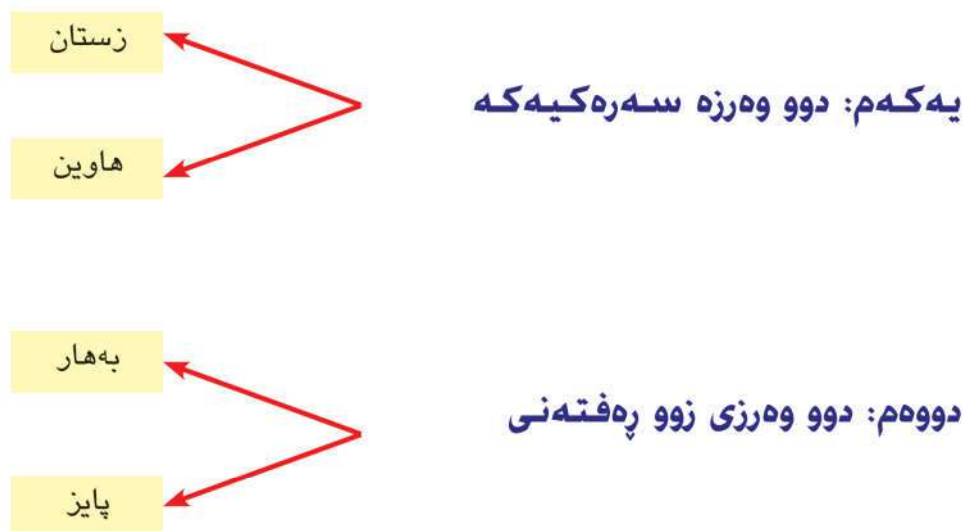 یەکەم: دوو وەرزە سەرەکیەکە
زستان
هاوین
دووەم: دوو وەرزی زوو ڕەفتەنی
بەهار
پایز